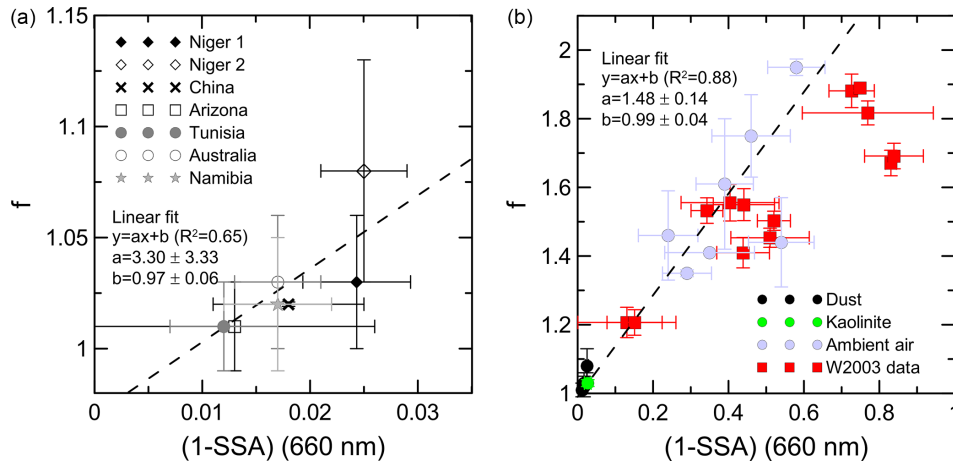 (a)
1.15
1.1
1.05
1
f
Niger 1
Niger 2
China
Arizona
Tunisia
Australia
Namibia
Linear fit
y=ax+b (R²=0.65)
a=3.30 ± 3.33
b=0.97 ± 0.06
0 0.01 0.02 0.03
(1-SSA) (660 nm)
(b)
2
1.8
1.6
1.4
1.2
1
f
Linear fit
y=ax+b (R²=0.88)
a=1.48 ± 0.14
b=0.99 ± 0.04
Dust
Kaolinite
Ambient air
W2003 data
0 0.2 0.4 0.6 0.8 1
(1-SSA) (660 nm)